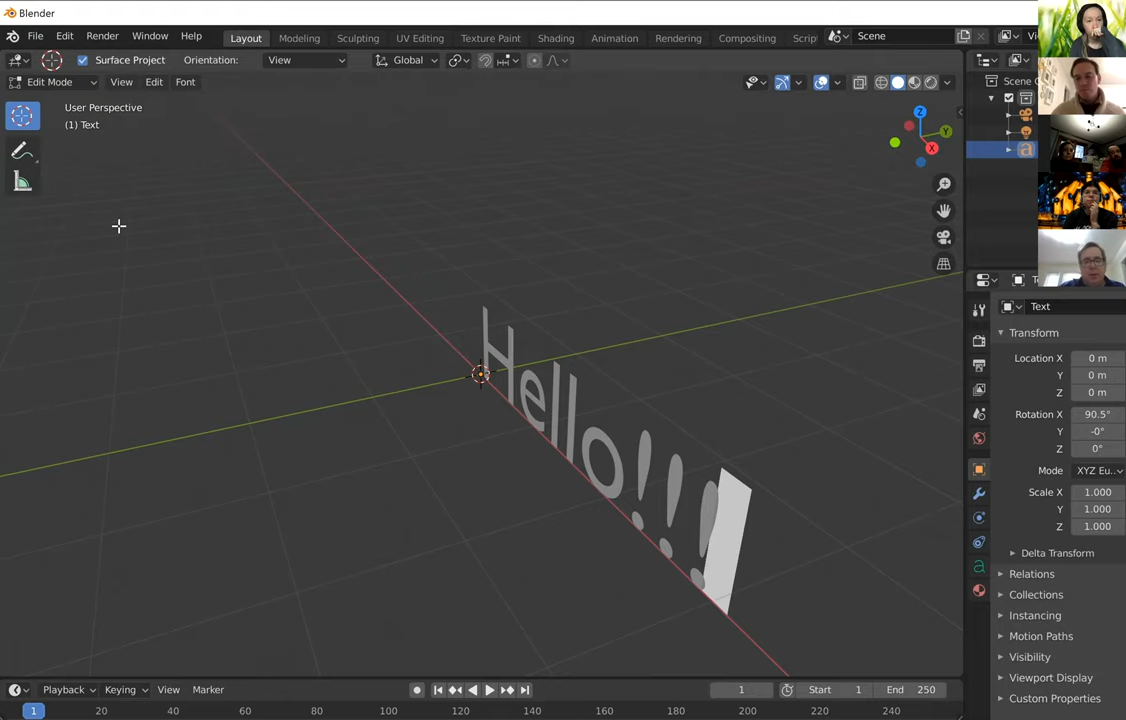 Blender
File Edit Render Window Help Layout Modeling Sculpting UV Editing Texture Paint Shading Animation Rendering Compositing Scrip Scene
Surface Project Orientation: View Global
Edit Mode View Edit Font
Scene
User Perspective
(1) Text
Z
Y
X
a
Hello!!!
Text
Transform
Location X 0 m
Y 0 m
Z 0 m
Rotation X 90.5°
Y -0°
Z 0°
Mode XYZ Eu..
Scale X 1.000
Y 1.000
Z 1.000
Delta Transform
Relations
Collections
Instancing
Motion Paths
Visibility
Viewport Display
Custom Properties
Playback Keying View Marker 1 Start 1 End 250
1 20 40 60 80 100 120 140 160 180 200 220 240